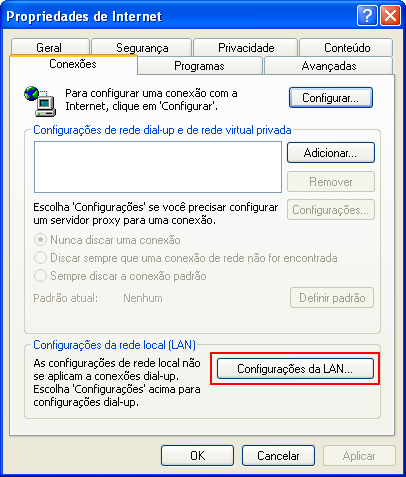 Propriedades de Internet
Geral
Segurança
Privacidade
Conteúdo
Conexões
Programas
Avançadas
Para configurar uma conexão com a
Internet, clique em 'Configurar'.
Configurar...
Configurações de rede dial-up e de rede virtual privada
Adicionar...
Remover
Escolha 'Configurações' se você precisar configurar
um servidor proxy para uma conexão.
Configurações...
Nunca discar uma conexão
Discar sempre que uma conexão de rede não for encontrada
Sempre discar a conexão padrão
Padrão atual: Nenhum
Definir padrão
Configurações da rede local (LAN)
As configurações de rede local não
se aplicam a conexões dial-up.
Escolha 'Configurações' acima para
configurações dial-up.
Configurações da LAN...
OK
Cancelar
Aplicar